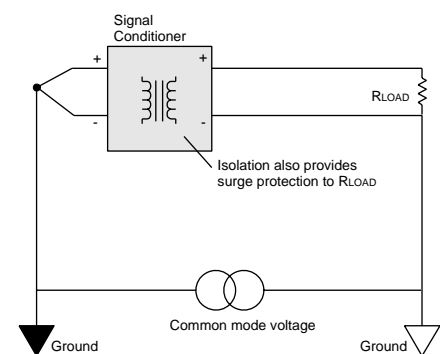 Signal
Conditioner
+
+
RLOAD
-
-
Isolation also provides
surge protection to RLOAD
Common mode voltage
Ground
Ground